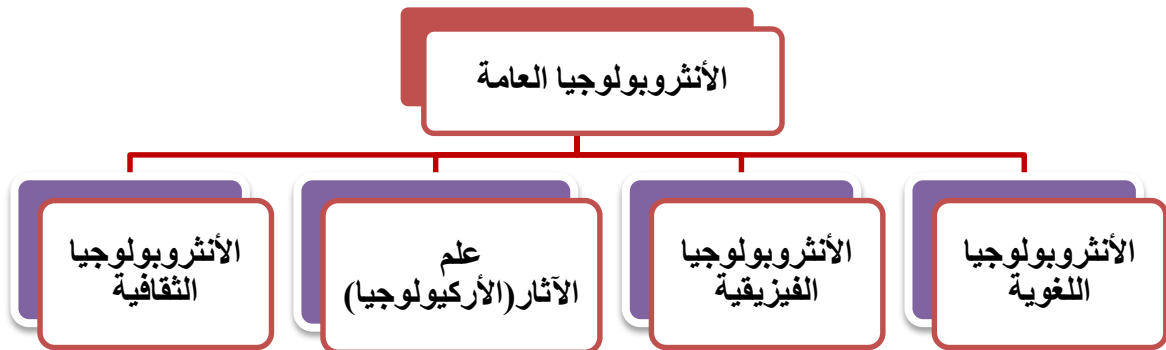 الأنثروبولوجيا العامة
الأنثروبولوجيا
اللغوية
الأنثروبولوجيا
الفيزيقية
علم
الآثار(الأركيولوجيا)
الأنثروبولوجيا
الثقافية